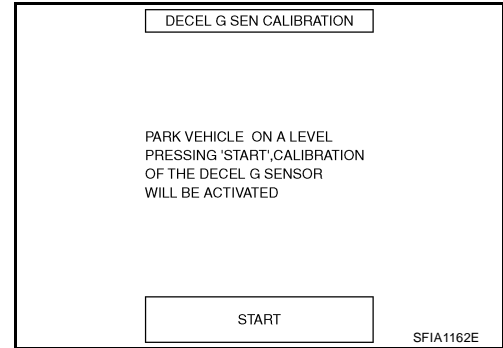 DECEL G SEN CALIBRATION
PARK VEHICLE ON A LEVEL
PRESSING 'START',CALIBRATION
OF THE DECEL G SENSOR
WILL BE ACTIVATED
START
SFIA1162E